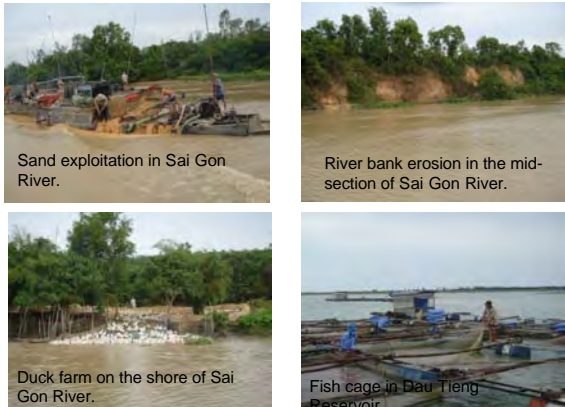 Sand exploitation in Sai Gon
River.
River bank erosion in the mid-
section of Sai Gon River.
Duck farm on the shore of Sai
Gon River.
Fish cage in Dau Tieng
Reservoir